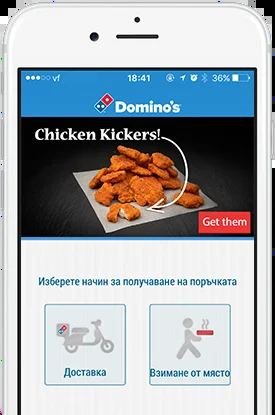 vf 18:41 36%
Domino's
Chicken Kickers!
Get them
Изберете начин за получаване на поръчката
Доставка
Взимане от място